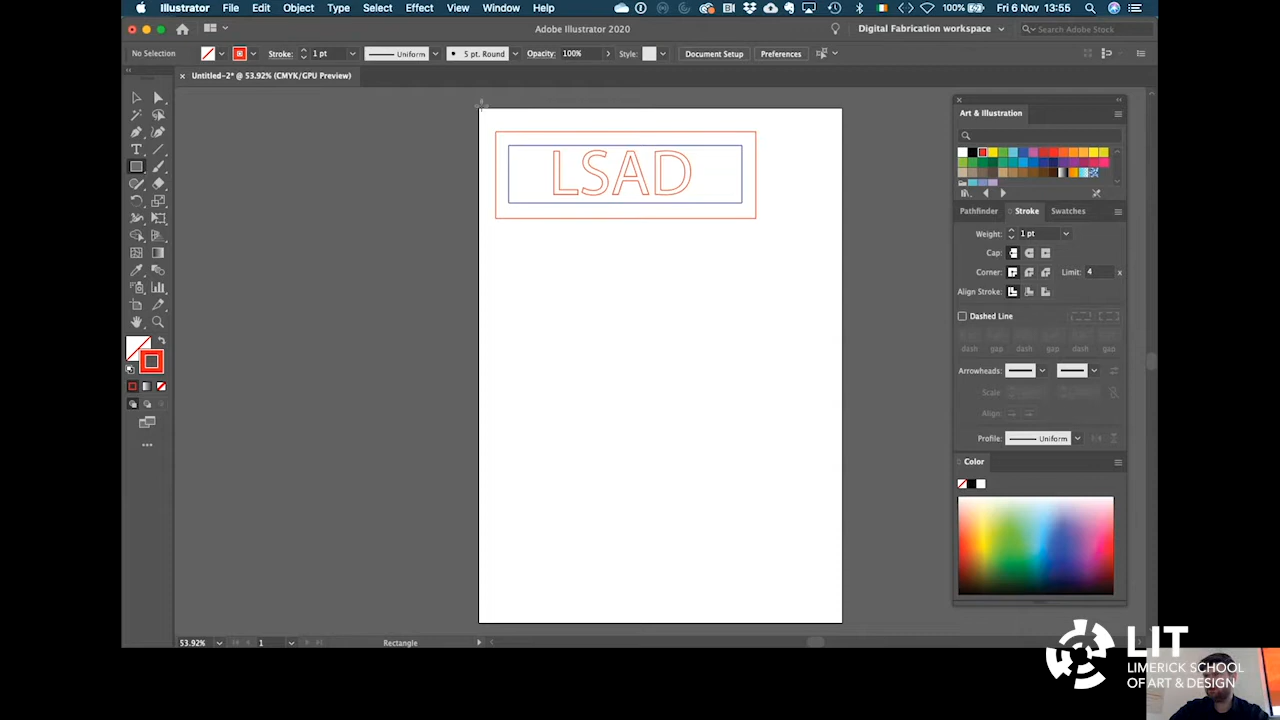 Illustrator File Edit Object Type Select Effect View Window Help 100% Fri 6 Nov 13:55
Adobe Illustrator 2020 Digital Fabrication workspace Search Adobe Stock
No Selection Stroke: 1 pt Uniform 5 pt. Round Opacity: 100% Style: Document Setup Preferences
× Untitled-2* @ 53.92% (CMYK/GPU Preview)
Art & Illustration
LSAD
Pathfinder Stroke Swatches
Weight: 1 pt
Cap:
Corner: Limit: 4 x
Align Stroke:
Dashed Line
dash gap dash gap dash gap
Arrowheads:
Scale:
Align:
Profile: Uniform
Color
53.92% 1 Rectangle
LIT
LIMERICK SCHOOL
OF ART & DESIGN